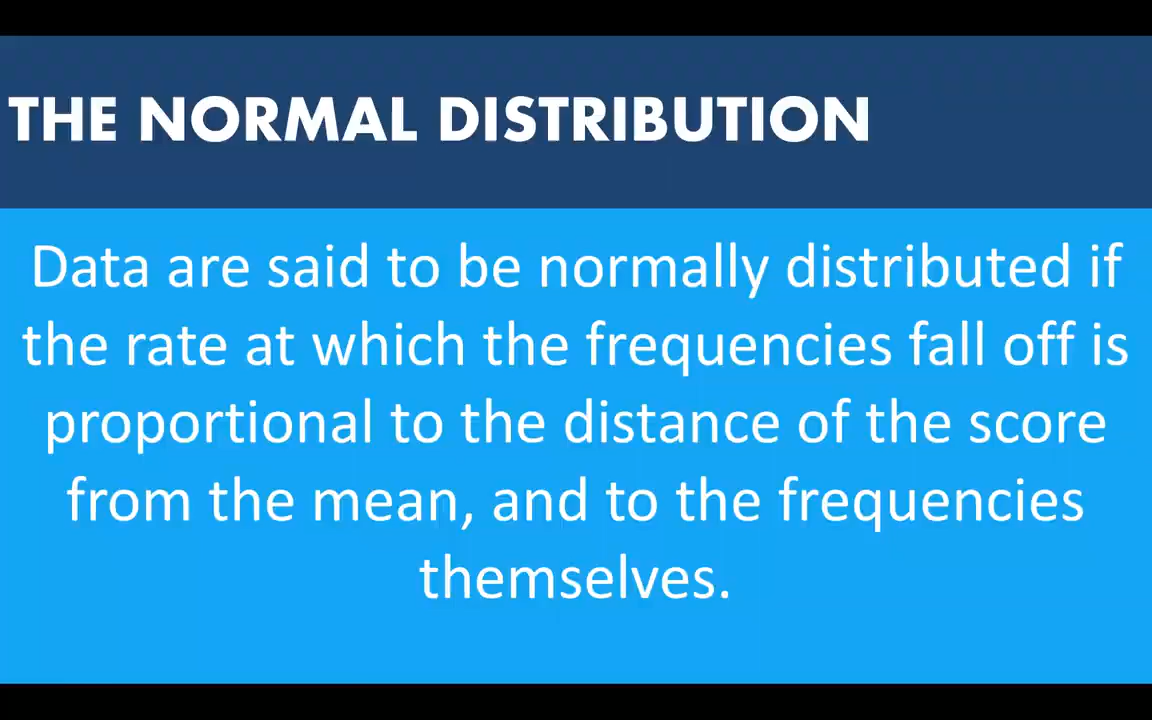 THE NORMAL DISTRIBUTION
Data are said to be normally distributed if
the rate at which the frequencies fall off is
proportional to the distance of the score
from the mean, and to the frequencies
themselves.